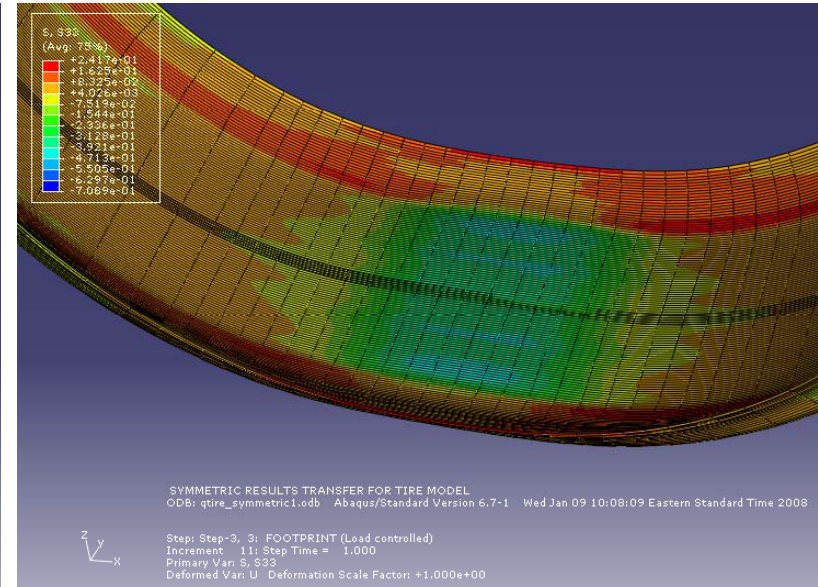 S, S33
(Avg: 75%)
+2.417e-01
+1.625e-01
+8.325e-02
+4.026e-03
-7.519e-02
-1.544e-01
-2.336e-01
-3.128e-01
-3.921e-01
-4.713e-01
-5.505e-01
-6.297e-01
-7.089e-01
SYMMETRIC RESULTS TRANSFER FOR TIRE MODEL
ODB: qtire_symmetric1.odb Abaqus/Standard Version 6.7-1 Wed Jan 09 10:08:09 Eastern Standard Time 2008
Z
Y
X
Step: Step-3, 3: FOOTPRINT (Load controlled)
Increment 11: Step Time = 1.000
Primary Var: S, S33
Deformed Var: U Deformation Scale Factor: +1.000e+00